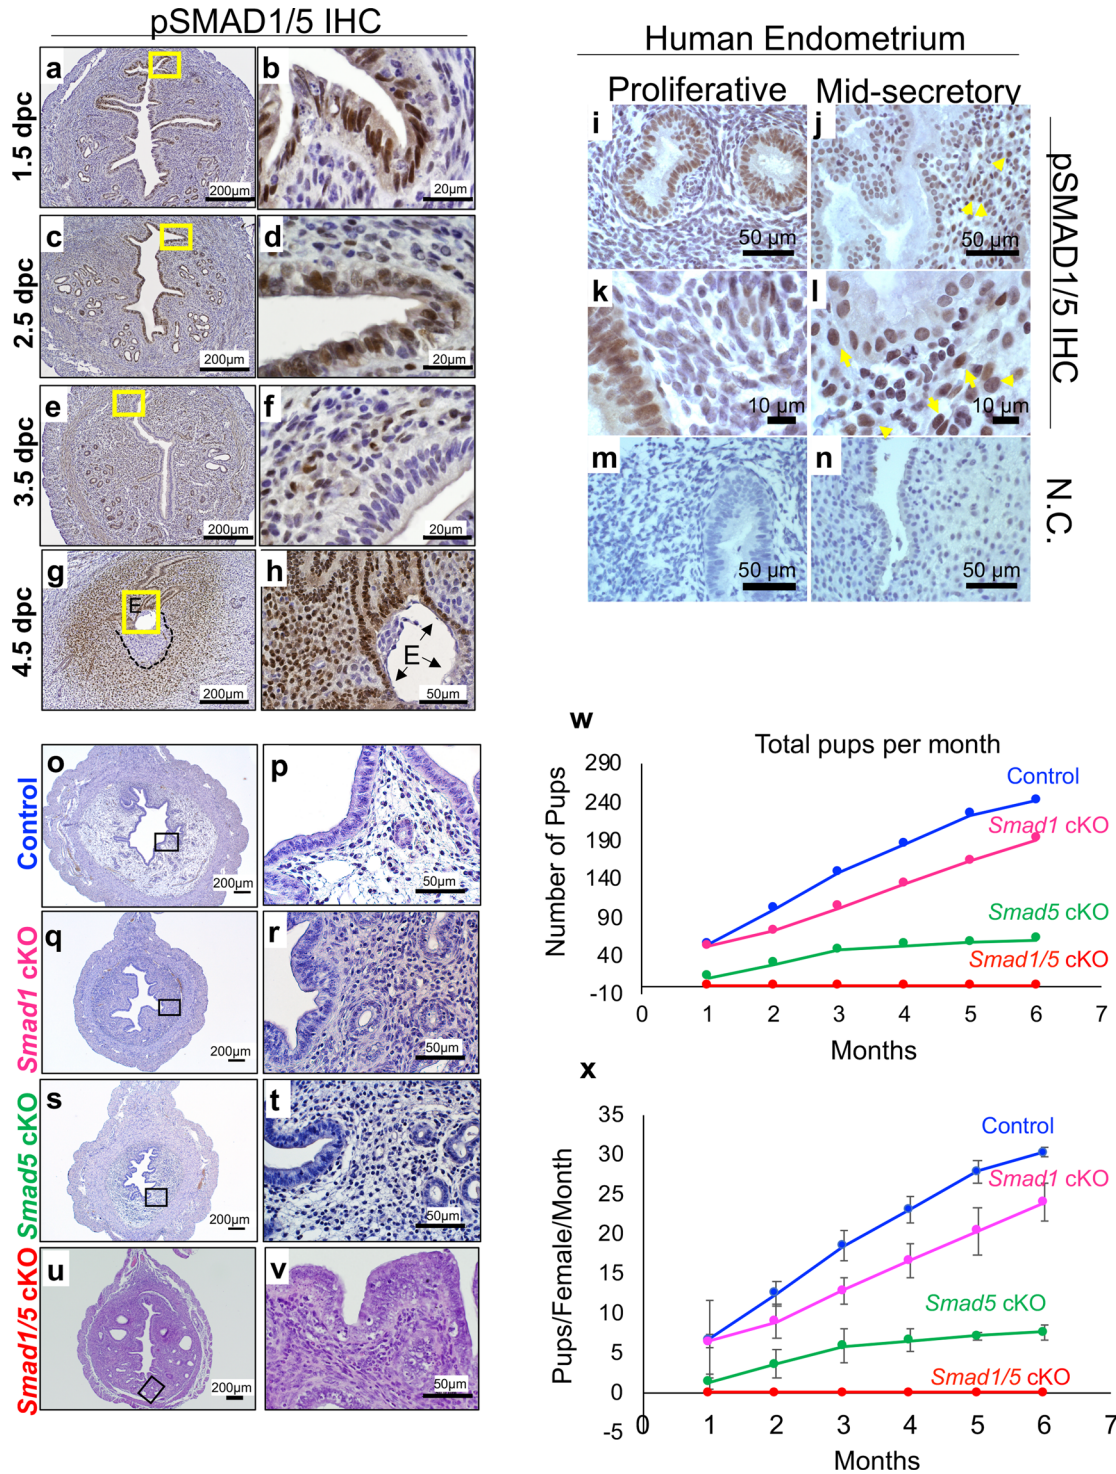 pSMAD1/5 IHC
1.5 dpc
a
200µm
b
20µm
2.5 dpc
c
200µm
d
20µm
3.5 dpc
e
200µm
f
20µm
4.5 dpc
g
E
200µm
h
E
50µm
Human Endometrium
Proliferative
Mid-secretory
i
50 µm
j
50 µm
k
10 µm
l
10 µm
pSMAD1/5 IHC
m
50 µm
n
50 µm
N.C.
Control
o
200µm
p
50µm
Smad1 cKO
q
200µm
r
50µm
Smad5 cKO
s
200µm
t
50µm
Smad1/5 cKO
u
200µm
v
50µm
w
Total pups per month
Number of Pups
290
240
190
140
90
40
-10
Control
Smad1 cKO
Smad5 cKO
Smad1/5 cKO
0 1 2 3 4 5 6 7
Months
x
Pups/Female/Month
35
30
25
20
15
10
5
0
-5
Control
Smad1 cKO
Smad5 cKO
Smad1/5 cKO
0 1 2 3 4 5 6 7
Months